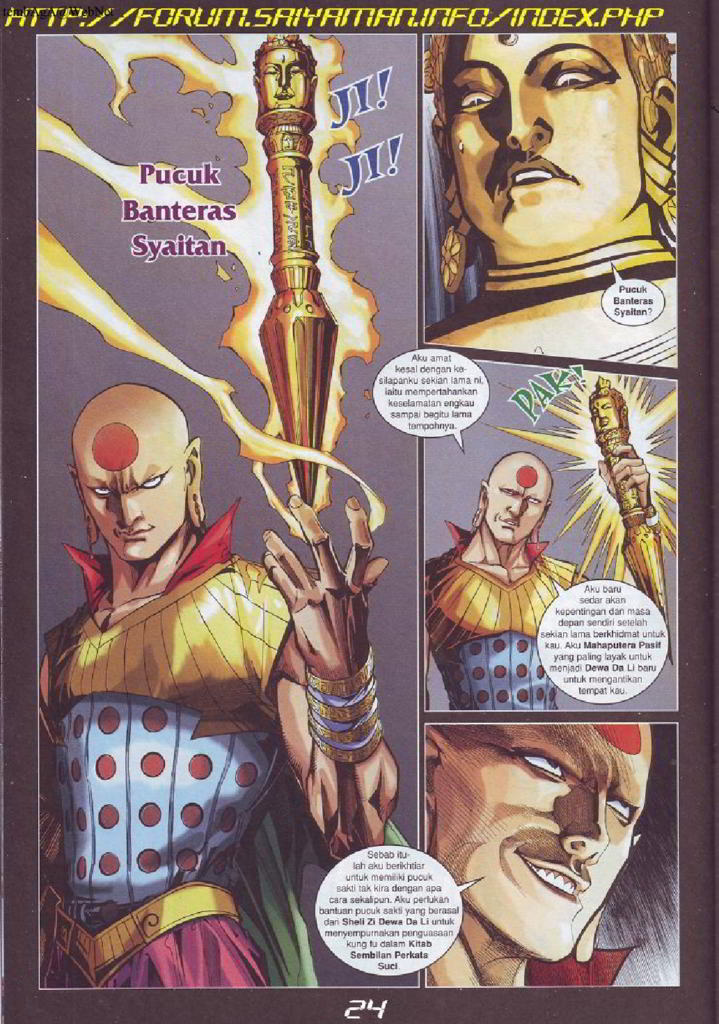 HTTP://FORUM.SAIYAMAN.INFO/INDEX.PHP
Pucuk
Banteras
Syaitan
JI!
JI!
Pucuk
Banteras
Syaitan?
Aku amat
kesal dengan ke-
silapanku sekian lama ni,
iaitu mempertahankan
keselamatan engkau
sampai begitu lama
tempohnya.
PAK!
Aku baru
sedar akan
kepentingan dan masa
depan sendiri setelah
sekian lama berkhidmat untuk
kau. Aku Mahaputera Pasif
yang paling layak untuk
menjadi Dewa Da Li baru
untuk mengantikan
tempat kau.
Sebab itu-
lah aku berikhtiar
untuk memiliki pucuk
sakti tak kira dengan apa
cara sekalipun. Aku perlukan
bantuan pucuk sakti yang berasal
dari Sheli Zi Dewa Da Li untuk
menyempurnakan penguasaan
kung fu dalam Kitab
Sembilan Perkata
Suci.
24